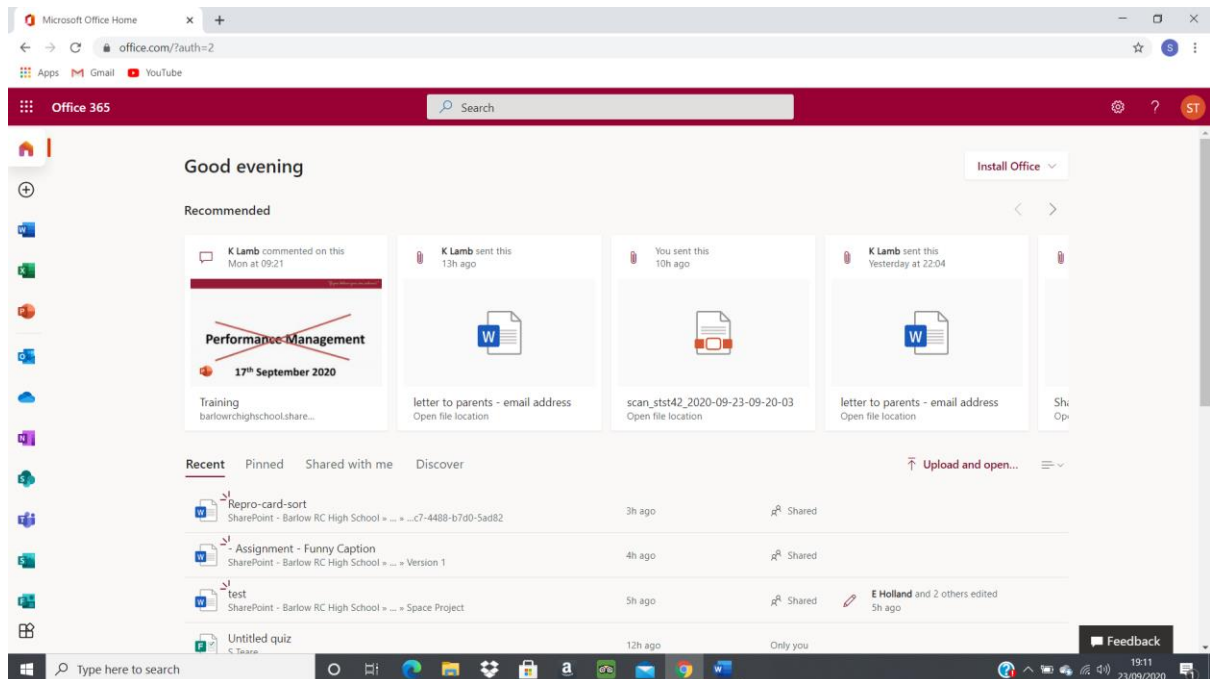 Microsoft Office Home
office.com/?auth=2
S
Apps Gmail YouTube
Office 365
Search
?
ST
Good evening
Install Office
Recommended
K Lamb commented on this
Mon at 09:21
Performance Management
17th September 2020
Training
barlowrchighschool.share...
K Lamb sent this
13h ago
letter to parents - email address
Open file location
You sent this
10h ago
scan_stst42_2020-09-23-09-20-03
Open file location
K Lamb sent this
Yesterday at 22:04
letter to parents - email address
Open file location
Sha
Ope
Recent Pinned Shared with me Discover
Upload and open...
Repro-card-sort
SharePoint - Barlow RC High School » ... » ...c7-4488-b7d0-5ad82
3h ago
Shared
- Assignment - Funny Caption
SharePoint - Barlow RC High School » ... » Version 1
4h ago
Shared
test
SharePoint - Barlow RC High School » ... » Space Project
5h ago
Shared
E Holland and 2 others edited
5h ago
Untitled quiz
S Teare
12h ago
Only you
Feedback
Type here to search
19:11
23/09/2020